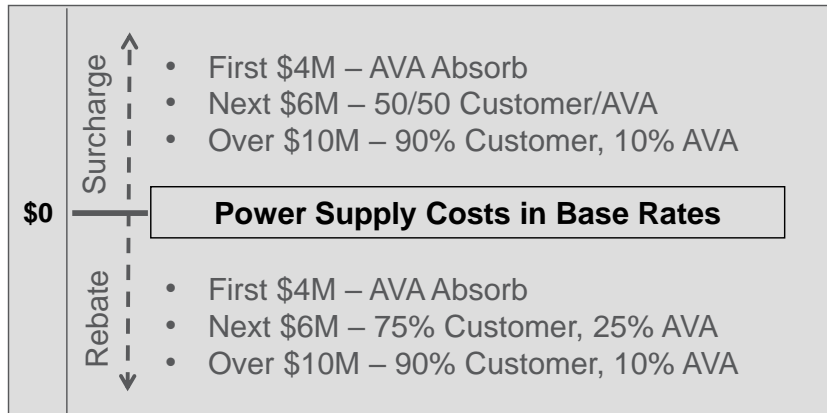 Surcharge
• First $4M – AVA Absorb
• Next $6M – 50/50 Customer/AVA
• Over $10M – 90% Customer, 10% AVA
$0
Power Supply Costs in Base Rates
Rebate
• First $4M – AVA Absorb
• Next $6M – 75% Customer, 25% AVA
• Over $10M – 90% Customer, 10% AVA